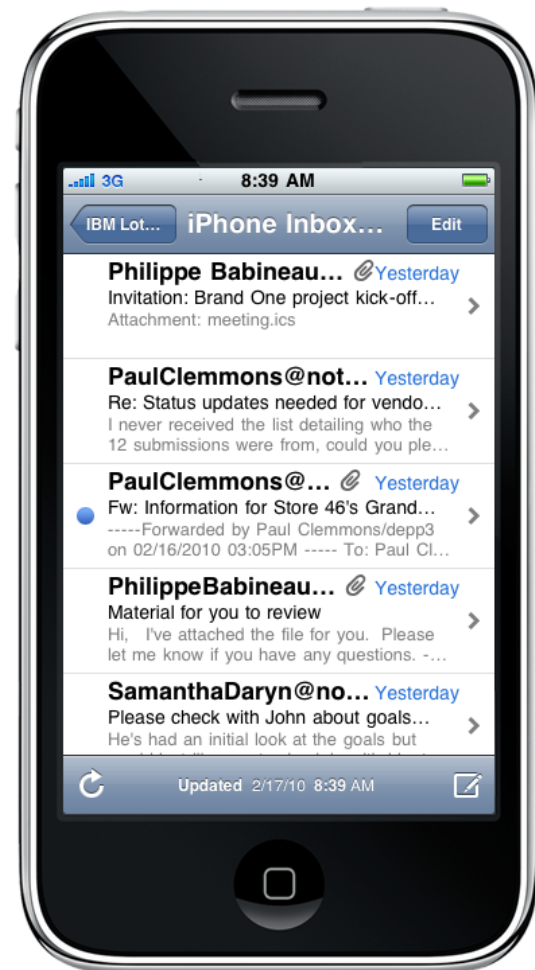 3G
8:39 AM
IBM Lot...
iPhone Inbox...
Edit
Philippe Babineau... Yesterday
Invitation: Brand One project kick-off...
Attachment: meeting.ics
PaulClemmons@not... Yesterday
Re: Status updates needed for vendo...
I never received the list detailing who the
12 submissions were from, could you ple...
PaulClemmons@... Yesterday
Fw: Information for Store 46's Grand...
-----Forwarded by Paul Clemmons/depp3
on 02/16/2010 03:05PM ----- To: Paul Cl...
PhilippeBabineau... Yesterday
Material for you to review
Hi, I've attached the file for you. Please
let me know if you have any questions. -...
SamanthaDaryn@no... Yesterday
Please check with John about goals...
He's had an initial look at the goals but
Updated 2/17/10 8:39 AM